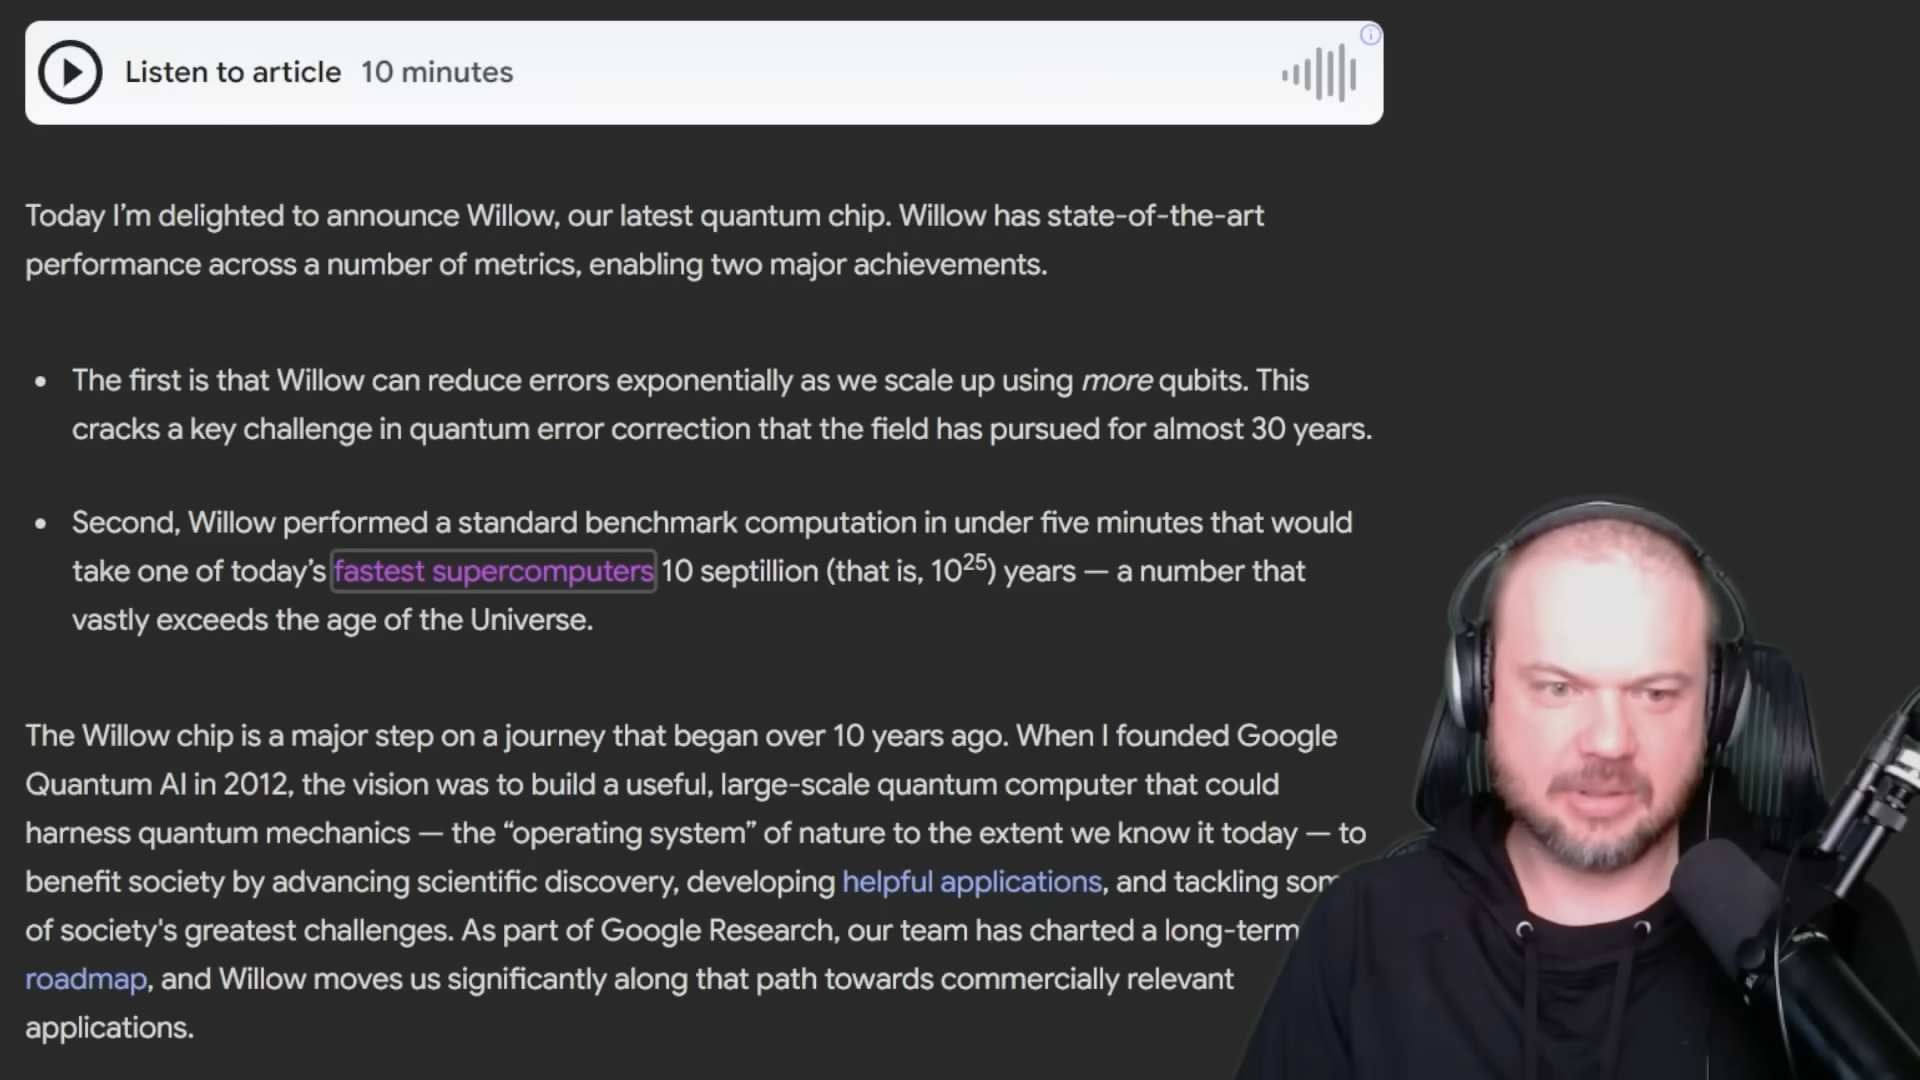 Listen to article 10 minutes
Today I’m delighted to announce Willow, our latest quantum chip. Willow has state-of-the-art
performance across a number of metrics, enabling two major achievements.
• The first is that Willow can reduce errors exponentially as we scale up using more qubits. This
cracks a key challenge in quantum error correction that the field has pursued for almost 30 years.
• Second, Willow performed a standard benchmark computation in under five minutes that would
take one of today’s fastest supercomputers 10 septillion (that is, 10²⁵) years — a number that
vastly exceeds the age of the Universe.
The Willow chip is a major step on a journey that began over 10 years ago. When I founded Google
Quantum AI in 2012, the vision was to build a useful, large-scale quantum computer that could
harness quantum mechanics — the “operating system” of nature to the extent we know it today — to
benefit society by advancing scientific discovery, developing helpful applications, and tackling
of society's greatest challenges. As part of Google Research, our team has charted a long-term
roadmap, and Willow moves us significantly along that path towards commercially relevant
applications.